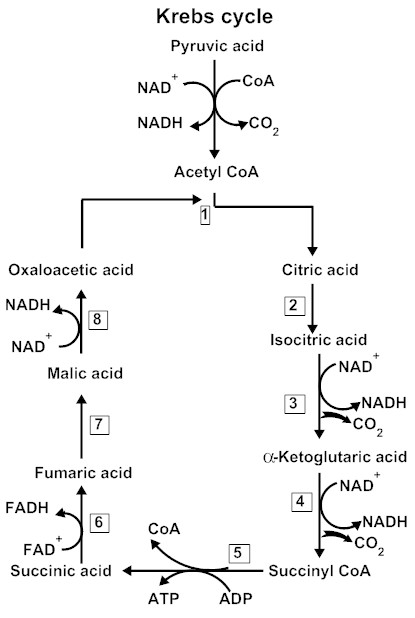 Krebs cycle
Pyruvic acid
NAD+
CoA
NADH
CO2
Acetyl CoA
1
Oxaloacetic acid
Citric acid
2
NADH
8
NAD+
Isocitric acid
NAD+
Malic acid
3
NADH
CO2
7
α-Ketoglutaric acid
Fumaric acid
NAD+
4
FADH
6
NADH
CoA
5
CO2
FAD+
Succinic acid
Succinyl CoA
ATP
ADP